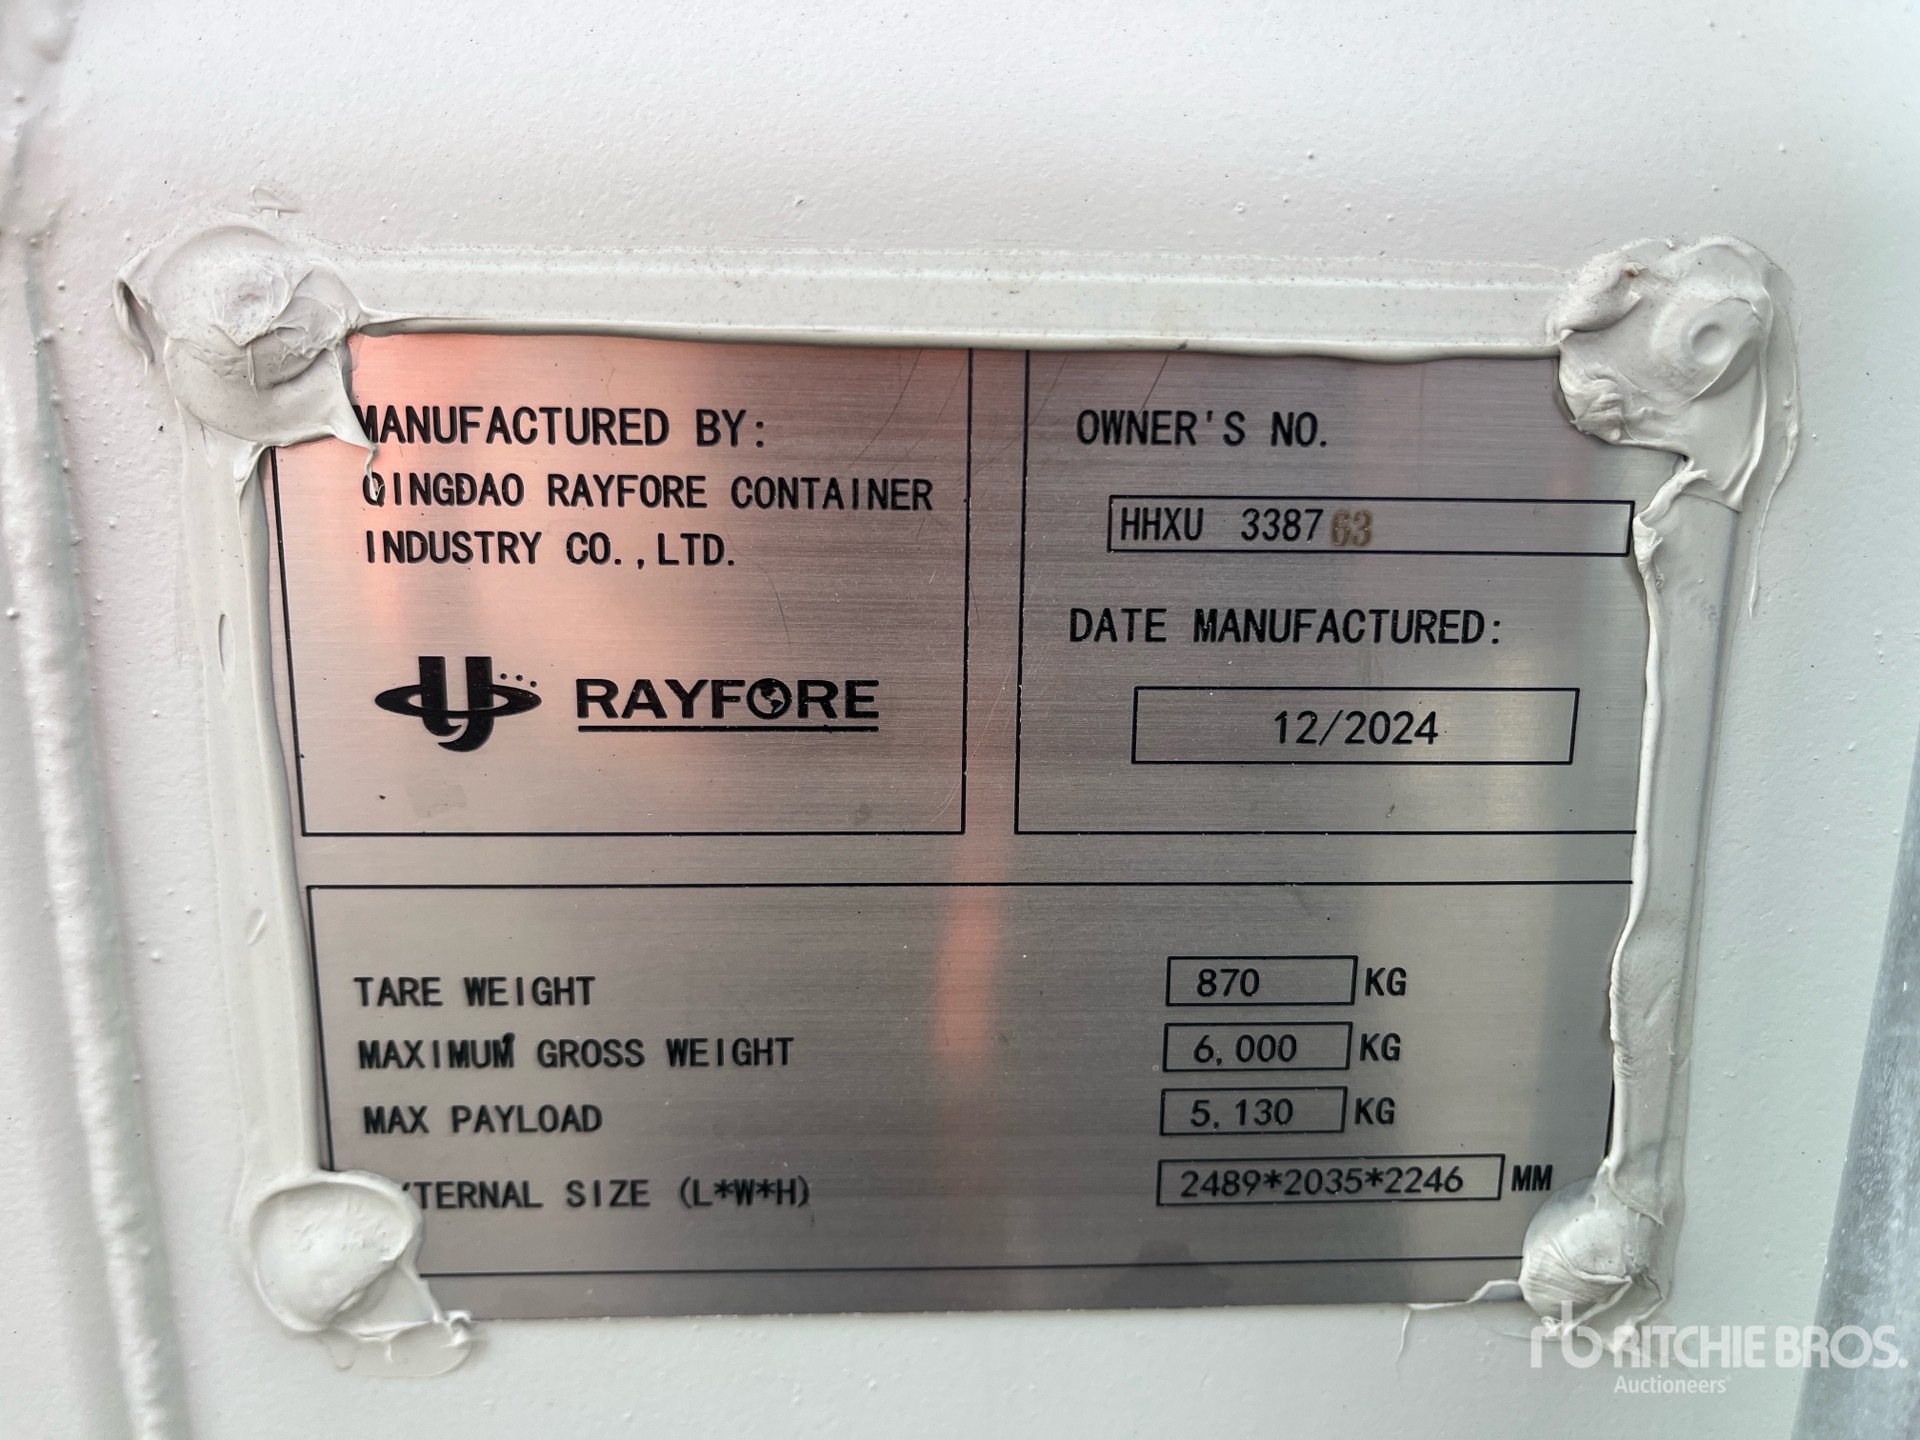 MANUFACTURED BY:
QINGDAO RAYFORE CONTAINER
INDUSTRY CO.,LTD.
RAYFORE
OWNER'S NO.
HHXU 338763
DATE MANUFACTURED:
12/2024
TARE WEIGHT 870 KG
MAXIMUM GROSS WEIGHT 6,000 KG
MAX PAYLOAD 5,130 KG
XTERNAL SIZE (L*W*H) 2489*2035*2246 MM
rb RITCHIE BROS.
Auctioneers